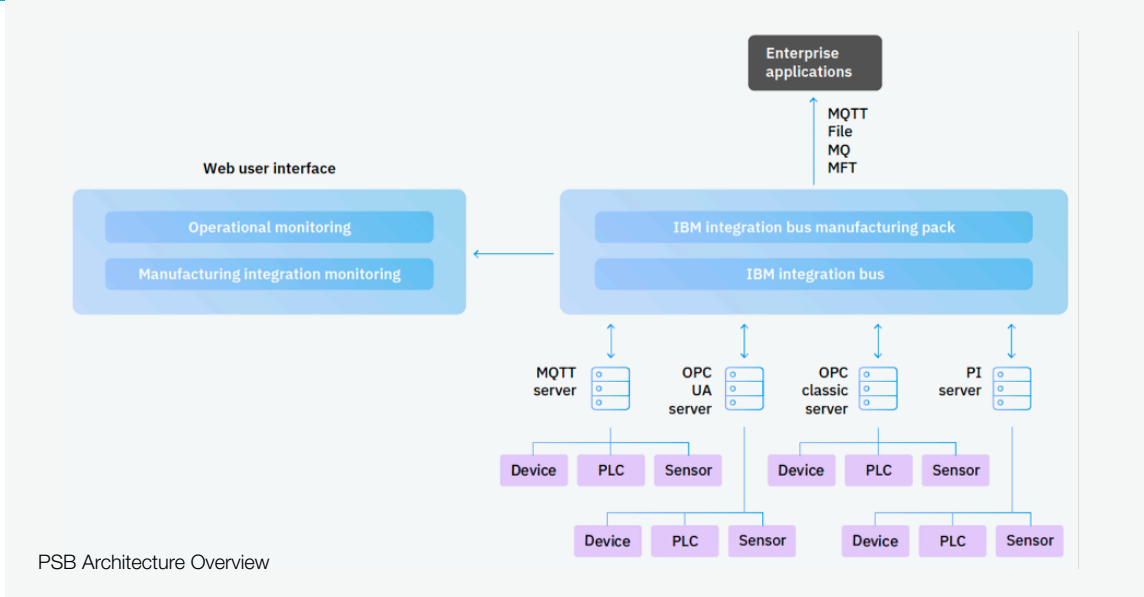 Enterprise
applications
MQTT
File
MQ
MFT
Web user interface
Operational monitoring
Manufacturing integration monitoring
IBM integration bus manufacturing pack
IBM integration bus
MQTT
server
OPC
UA
server
OPC
classic
server
PI
server
Device
PLC
Sensor
Device
PLC
Sensor
Device
PLC
Sensor
Device
PLC
Sensor
PSB Architecture Overview